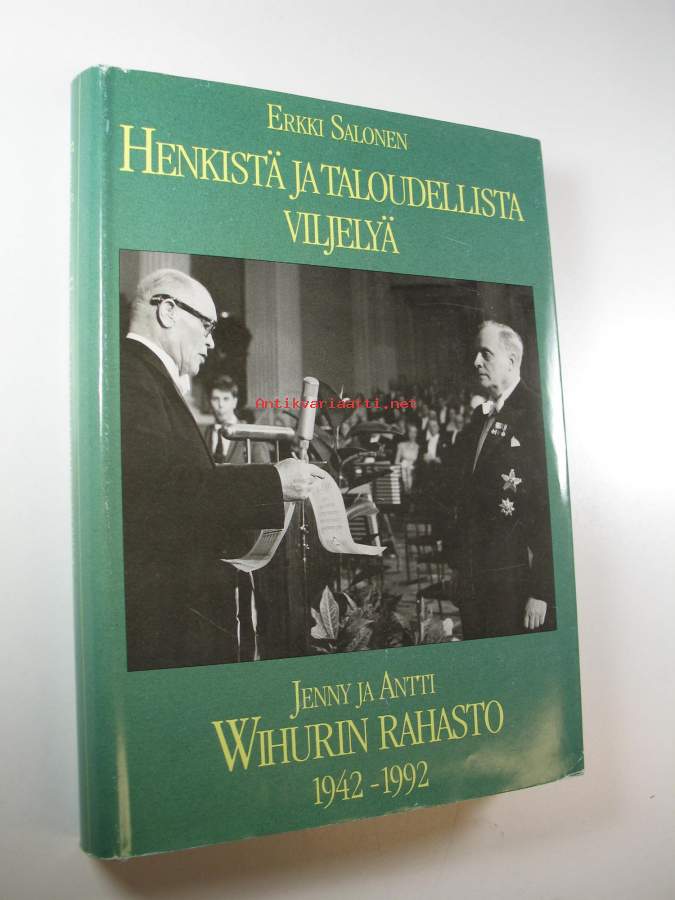 ERKKI SALONEN
HENKISTÄ JA TALOUDELLISTA
VILJELYÄ
Antikvariaatti.net
JENNY JA ANTTI
WIHURIN RAHASTO
1942-1992